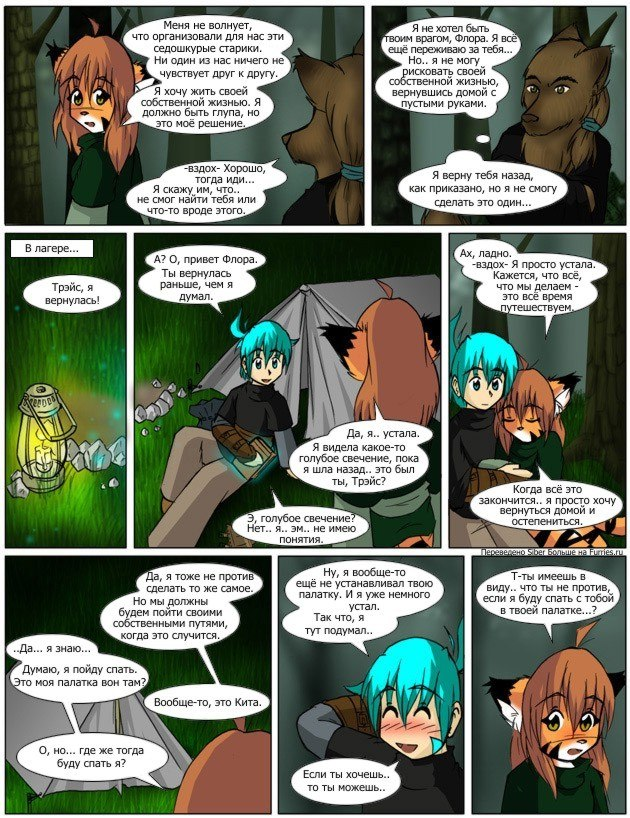 Меня не волнует,
что организовали для нас эти
седошкурые старики.
Ни один из нас ничего не
чувствует друг к другу.
Я хочу жить своей
собственной жизнью. Я
должно быть глупа, но
это моё решение.
-вздох- Хорошо,
тогда иди...
Я скажу им, что..
не смог найти тебя или
что-то вроде этого.
Я не хотел быть
твоим врагом, Флора. Я всё
ещё переживаю за тебя...
Но.. я не могу
рисковать своей
собственной жизнью,
вернувшись домой с
пустыми руками.
Я верну тебя назад,
как приказано, но я не смогу
сделать это один...
В лагере...
Трэйс, я
вернулась!
А? О, привет Флора.
Ты вернулась
раньше, чем я
думал.
Да, я.. устала.
Я видела какое-то
голубое свечение, пока
я шла назад.. это был
ты, Трэйс?
Э, голубое свечение?
Нет.. я.. эм.. не имею
понятия.
Ах, ладно.
-вздох- Я просто устала.
Кажется, что всё,
что мы делаем -
это всё время
путешествуем.
Когда всё это
закончится.. я просто хочу
вернуться домой и
остепениться.
Переведено Siber Больше на Furries.ru
Да, я тоже не против
сделать то же самое.
Но мы должны
будем пойти своими
собственными путями,
когда это случится.
..Да... я знаю...
Думаю, я пойду спать.
Это моя палатка вон там?
Вообще-то, это Кита.
О, но... где же тогда
буду спать я?
Ну, я вообще-то
ещё не устанавливал твою
палатку. И я уже немного
устал.
Так что, я
тут подумал..
Если ты хочешь..
то ты можешь..
Т-ты имеешь в
виду.. что ты не против,
если я буду спать с тобой
в твоей палатке...?